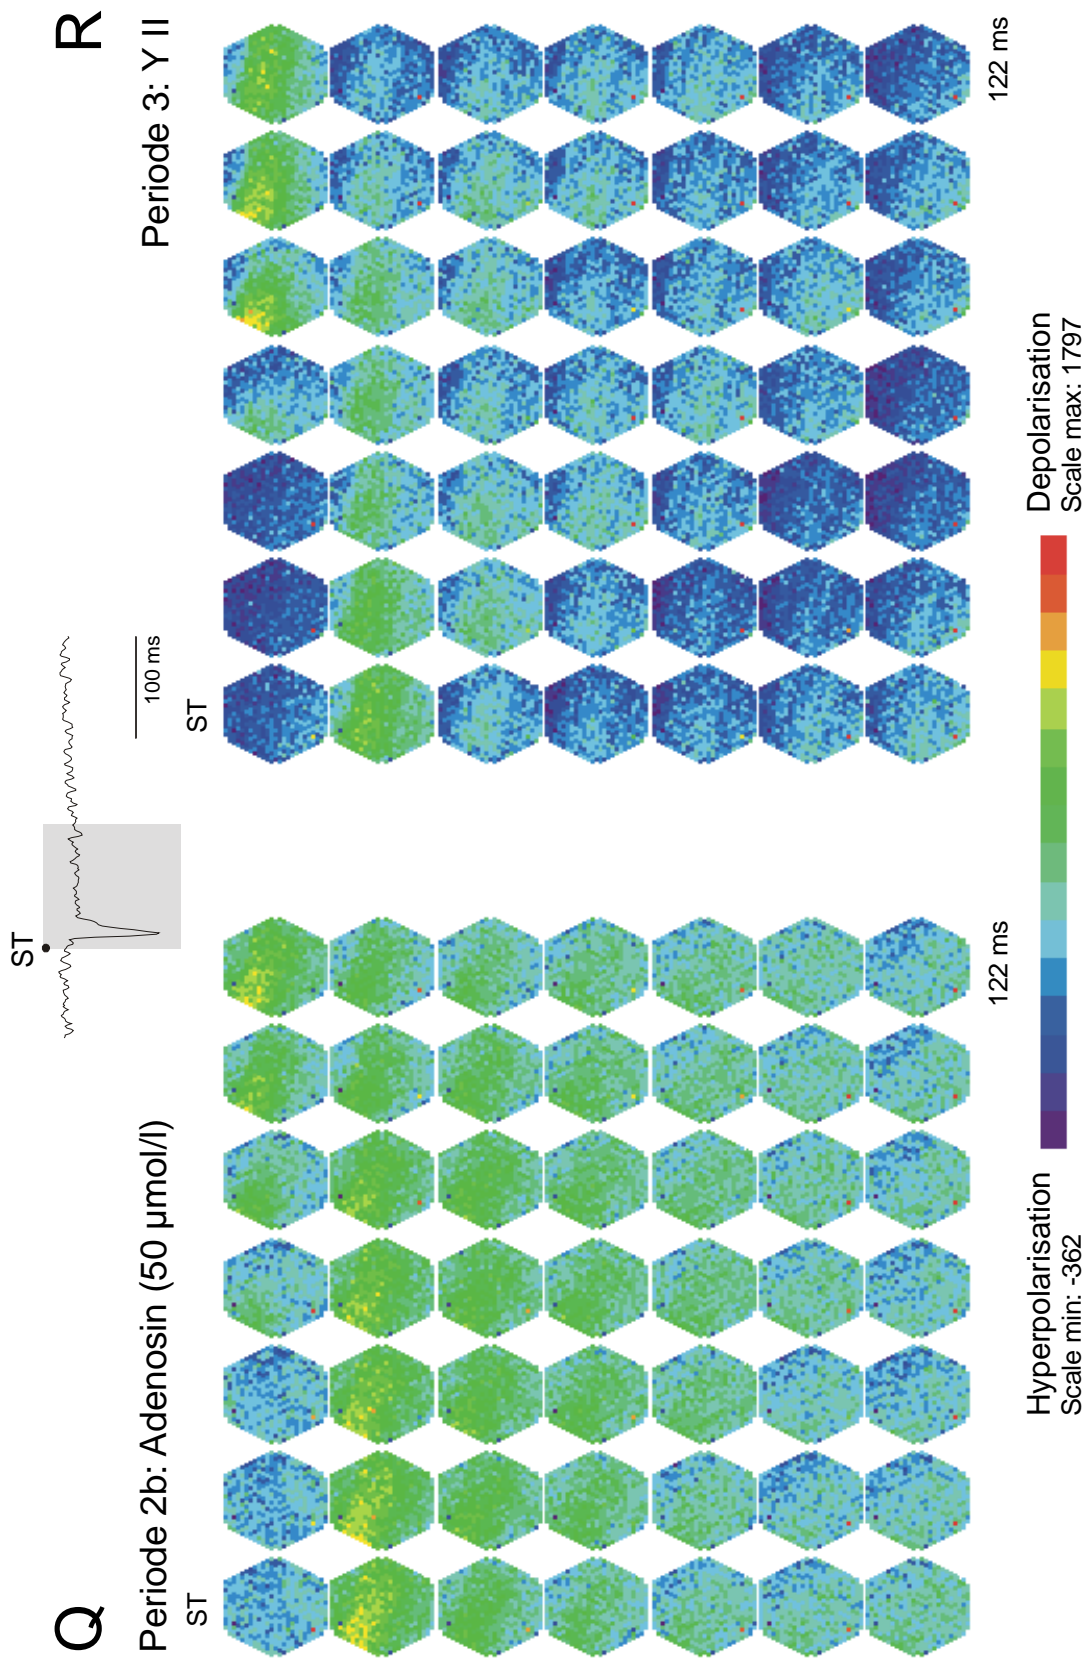 Q
Periode 2b: Adenosin (50 µmol/l)
ST
122 ms
ST
100 ms
R
Periode 3: Y II
ST
122 ms
Hyperpolarisation
Scale min: -362
Depolarisation
Scale max: 1797